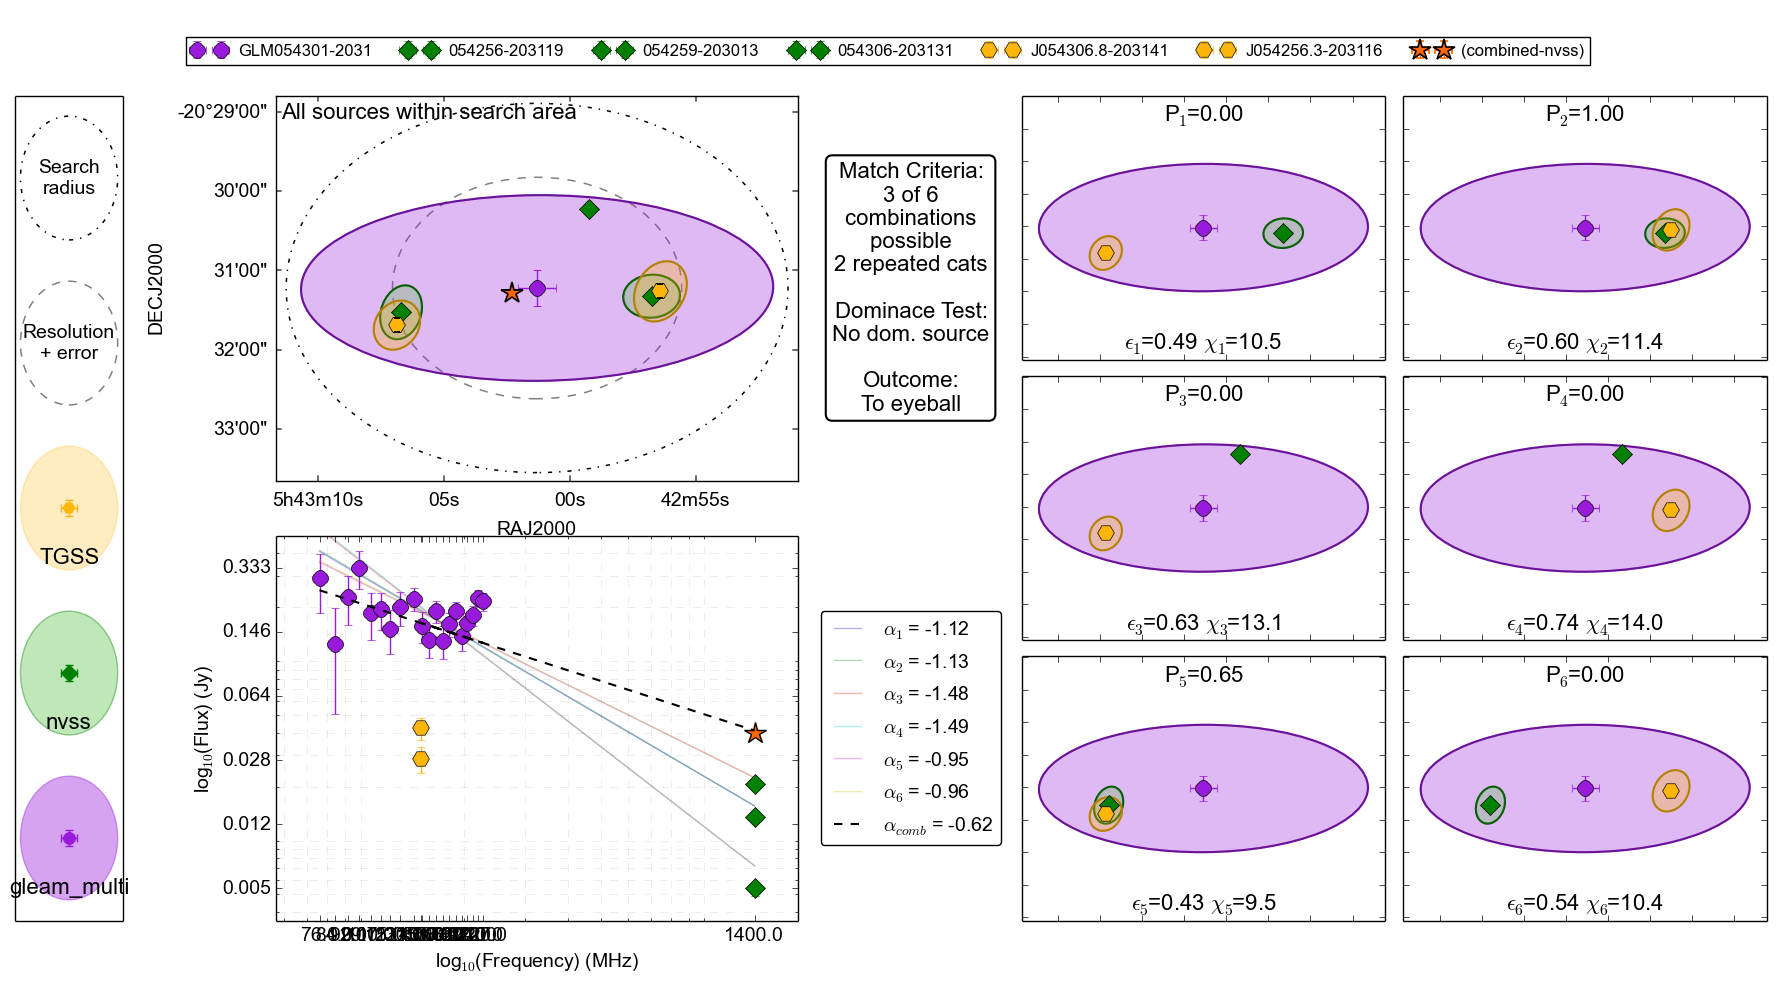 GLM054301-2031 054256-203119 054259-203013 054306-203131 J054306.8-203141 J054256.3-203116 (combined-nvss)
Search
radius
Resolution
+ error
TGSS
nvss
gleam_multi
All sources within search area
-20°29'00"
30'00"
31'00"
32'00"
33'00"
DECJ2000
5h43m10s 05s 00s 42m55s
RAJ2000
Match Criteria:
3 of 6
combinations
possible
2 repeated cats
Dominace Test:
No dom. source
Outcome:
To eyeball
0.333
0.146
0.064
0.028
0.012
0.005
log10(Flux) (Jy)
1400.0
log10(Frequency) (MHz)
α1 = -1.12
α2 = -1.13
α3 = -1.48
α4 = -1.49
α5 = -0.95
α6 = -0.96
αcomb = -0.62
P1=0.00
ϵ1=0.49 χ1=10.5
P2=1.00
ϵ2=0.60 χ2=11.4
P3=0.00
ϵ3=0.63 χ3=13.1
P4=0.00
ϵ4=0.74 χ4=14.0
P5=0.65
ϵ5=0.43 χ5=9.5
P6=0.00
ϵ6=0.54 χ6=10.4